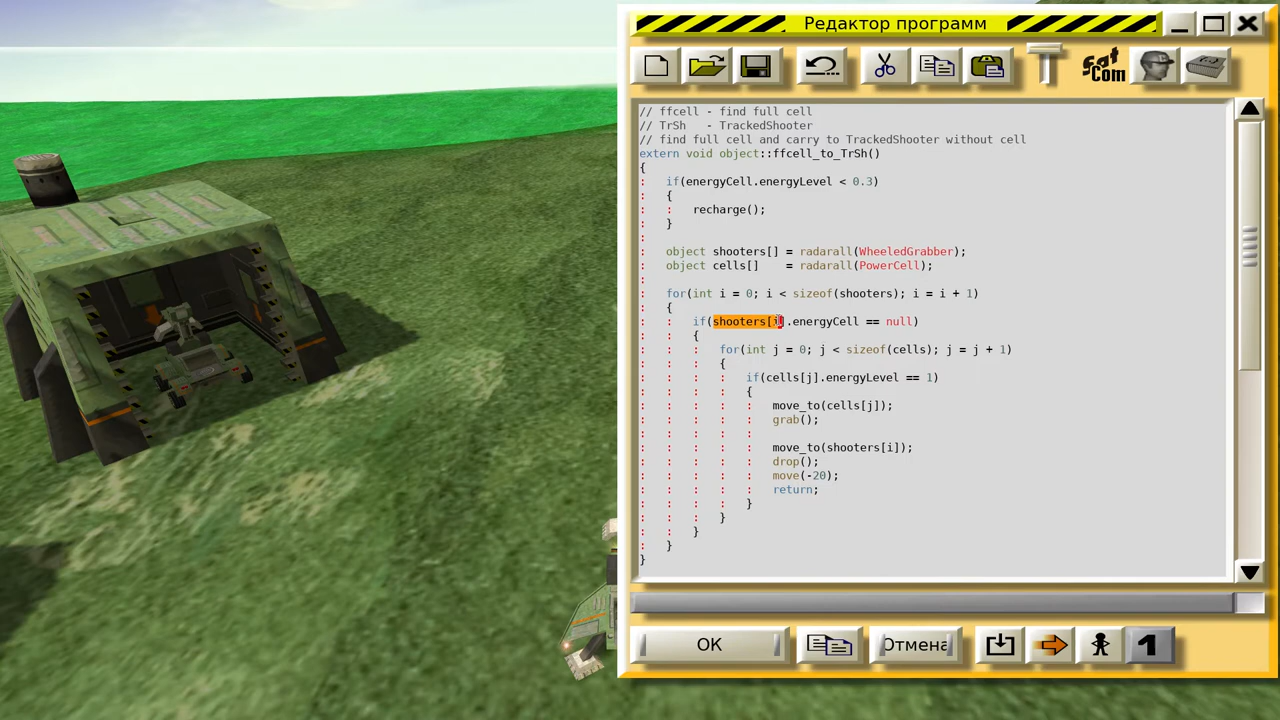 Редактор программ
Sat
Com
// ffcell - find full cell
// TrSh   - TrackedShooter
// find full cell and carry to TrackedShooter without cell
extern void object::ffcell_to_TrSh()
{
:   if(energyCell.energyLevel < 0.3)
:   {
:   :   recharge();
:   }
:
:   object shooters[] = radarall(WheeledGrabber);
:   object cells[]    = radarall(PowerCell);
:
:   for(int i = 0; i < sizeof(shooters); i = i + 1)
:   {
:   :   if(shooters[i].energyCell == null)
:   :   {
:   :   :   for(int j = 0; j < sizeof(cells); j = j + 1)
:   :   :   {
:   :   :   :   if(cells[j].energyLevel == 1)
:   :   :   :   {
:   :   :   :   :   move_to(cells[j]);
:   :   :   :   :   grab();
:   :   :   :   :
:   :   :   :   :   move_to(shooters[i]);
:   :   :   :   :   drop();
:   :   :   :   :   move(-20);
:   :   :   :   :   return;
:   :   :   :   }
:   :   :   }
:   :   }
:   }
}
OK
Отмена
1